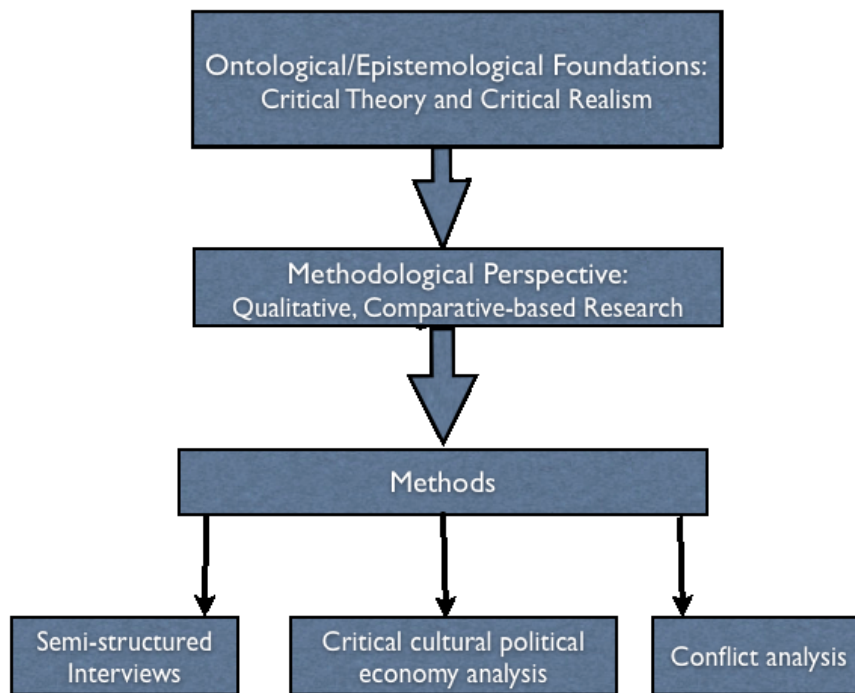 Ontological/Epistemological Foundations:
Critical Theory and Critical Realism
Methodological Perspective:
Qualitative, Comparative-based Research
Methods
Semi-structured
Interviews
Critical cultural political
economy analysis
Conflict analysis